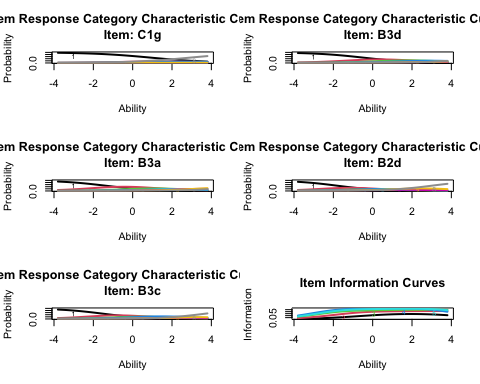 em Response Category Characteristic Cem Response Category Characteristic Cu
Item: C1g
Item: B3d
Probability
0.0
-4 -2 0 2 4
Ability
Probability
0.0
-4 -2 0 2 4
Ability
em Response Category Characteristic Cem Response Category Characteristic Cu
Item: B3a
Item: B2d
Probability
0.0
-4 -2 0 2 4
Ability
Probability
0.0
-4 -2 0 2 4
Ability
em Response Category Characteristic Cu
Item: B3c
Probability
0.0
-4 -2 0 2 4
Ability
Item Information Curves
Information
0.05
-4 -2 0 2 4
Ability